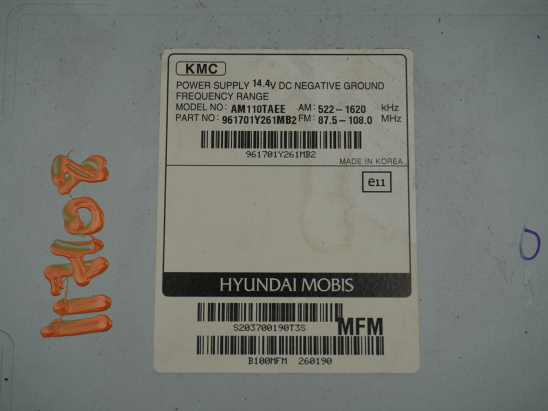 KMC
POWER SUPPLY 14.4V DC NEGATIVE GROUND
FREQUENCY RANGE
MODEL NO: AM110TAEE AM: 522-1620 kHz
PART NO: 961701Y261MB2 FM: 87.5-108.0 MHz
961701Y261MB2
MADE IN KOREA
e11
HYUNDAI MOBIS
S203700190T3S
MFM
B100MFM 260190